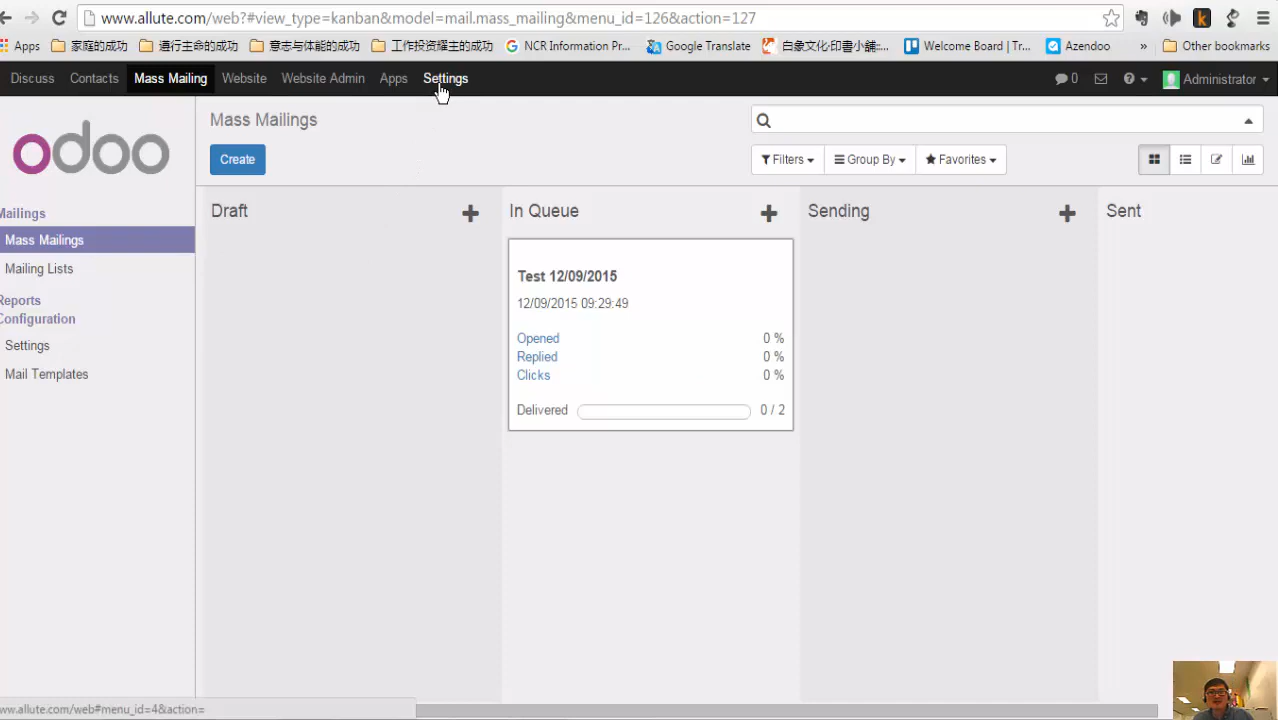 www.allute.com/web?#view_type=kanban&model=mail.mass_mailing&menu_id=126&action=127
Apps 家庭的成功 遵行主命的成功 意志与体能的成功 工作投资雇主的成功 NCR Information Pr... Google Translate 白象文化·印書小舖:... Welcome Board | Tr... Azendoo » Other bookmarks
Discuss Contacts Mass Mailing Website Website Admin Apps Settings 0 Administrator
odoo
Mass Mailings
Create
Filters Group By Favorites
Mailings
Mass Mailings
Mailing Lists
Reports
Configuration
Settings
Mail Templates
Draft
In Queue
Sending
Sent
Test 12/09/2015
12/09/2015 09:29:49
Opened 0 %
Replied 0 %
Clicks 0 %
Delivered 0 / 2
www.allute.com/web#menu_id=4&action=